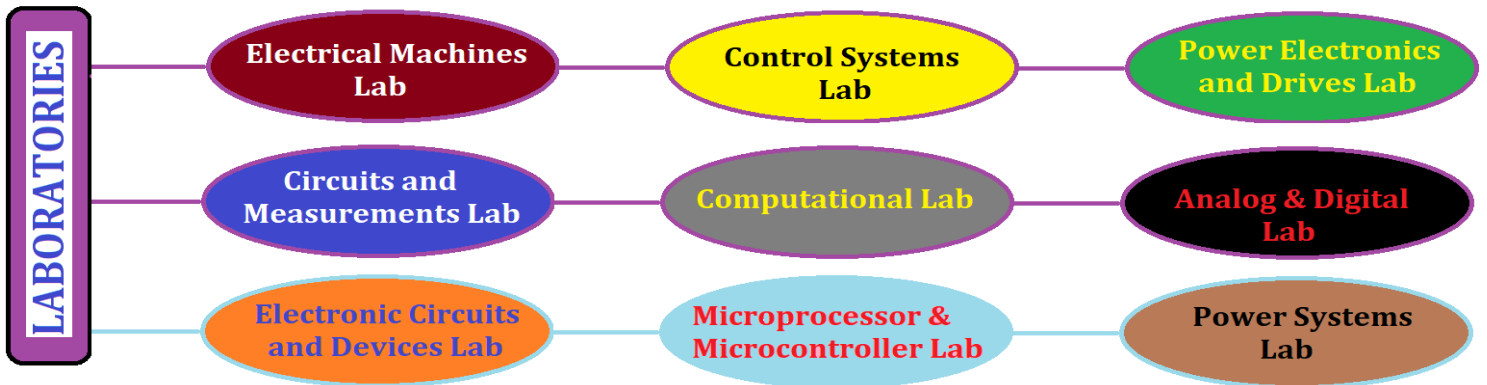 LABORATORIES
Electrical Machines
Lab
Control Systems
Lab
Power Electronics
and Drives Lab
Circuits and
Measurements Lab
Computational Lab
Analog & Digital
Lab
Electronic Circuits
and Devices Lab
Microprocessor &
Microcontroller Lab
Power Systems
Lab